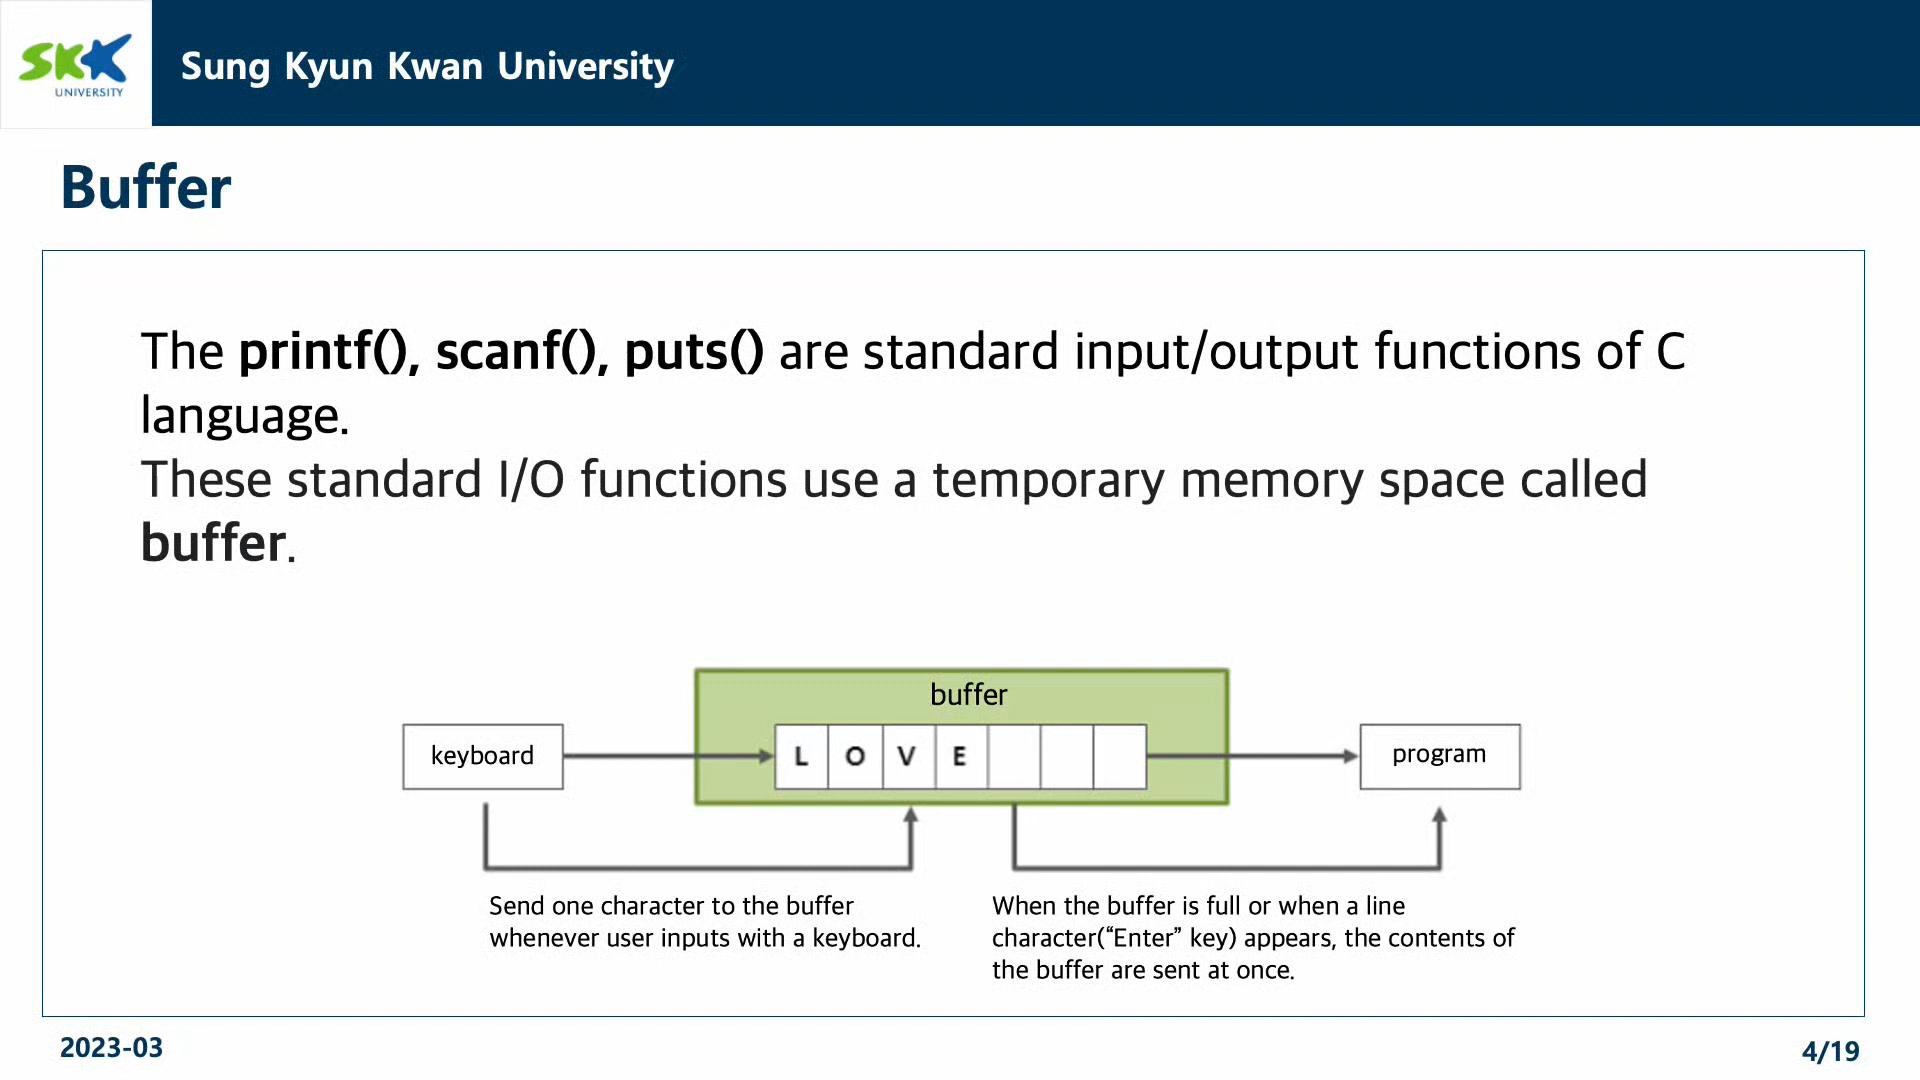 SKK
UNIVERSITY
Sung Kyun Kwan University
Buffer
The printf(), scanf(), puts() are standard input/output functions of C
language.
These standard I/O functions use a temporary memory space called
buffer.
buffer
keyboard
L O V E
program
Send one character to the buffer
whenever user inputs with a keyboard.
When the buffer is full or when a line
character(“Enter” key) appears, the contents of
the buffer are sent at once.
2023-03
4/19